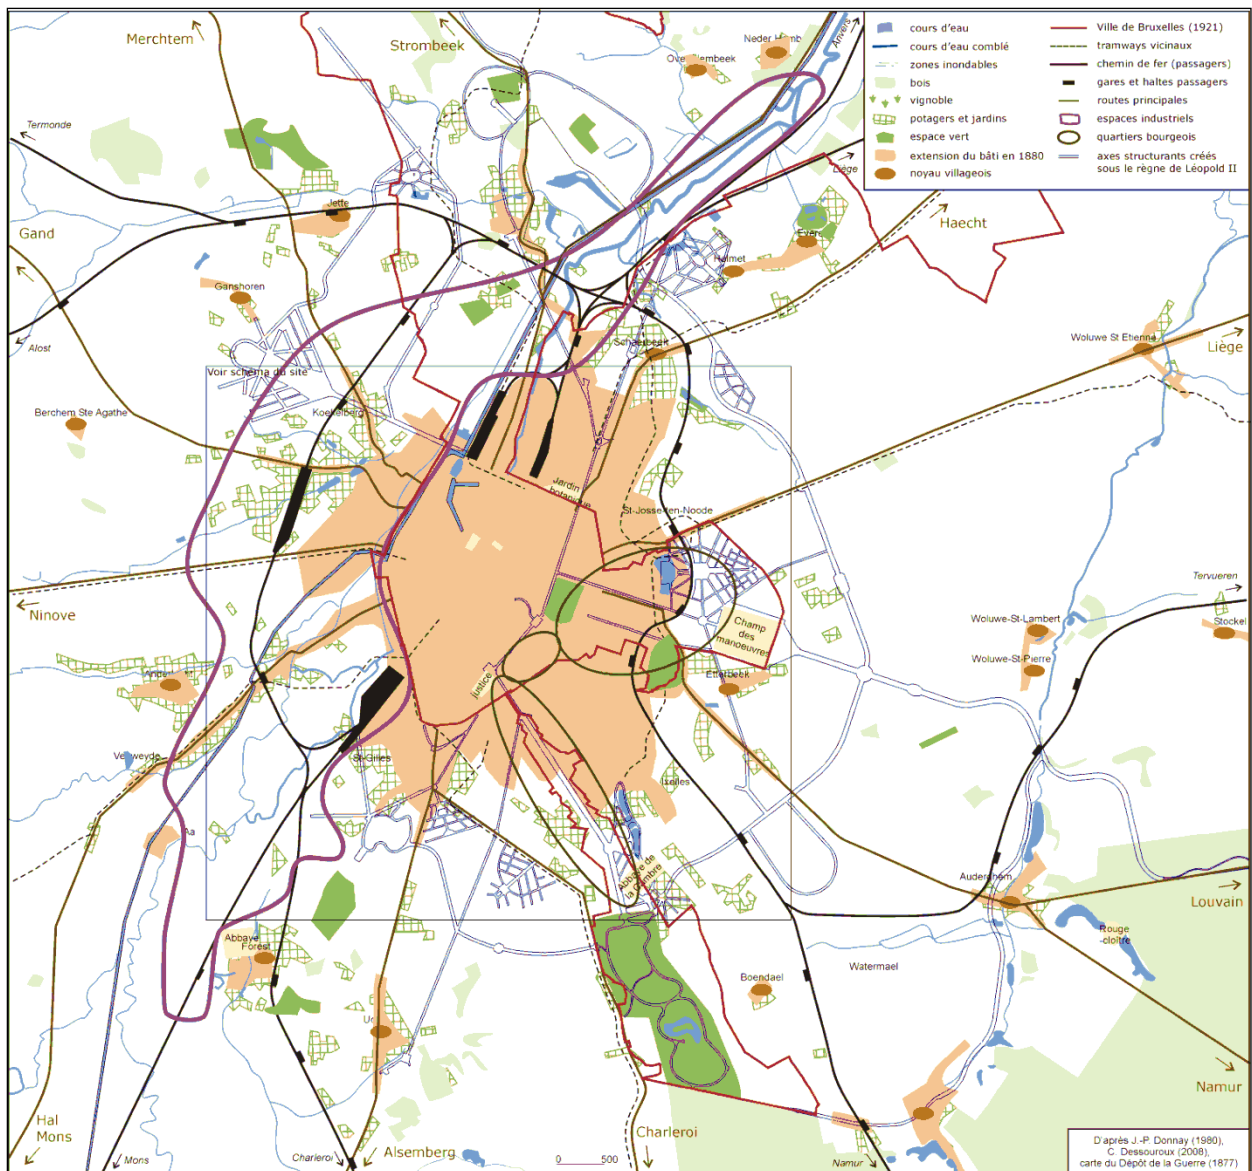 Merchtem
Strombeek
Anvers
cours d'eau
cours d'eau comblé
zones inondables
bois
vignoble
potagers et jardins
espace vert
extension du bâti en 1880
noyau villageois
Ville de Bruxelles (1921)
tramways vicinaux
chemin de fer (passagers)
gares et haltes passagers
routes principales
espaces industriels
quartiers bourgeois
axes structurants créés
sous le règne de Léopold II
Termonde
Liége
Jette
Haecht
Gand
Helmet
Ganshoren
Woluwe St Etienne
Liège
Alost
Schaerbeek
Voir schéma du site
Berchem Ste Agathe
Koekelberg
Jardin
botanique
St-Josse-ten-Noode
Tervueren
Ninove
Woluwe-St-Lambert
Stockel
Champ
des
manoeuvres
Woluwe-St-Pierre
Etterbeek
justice
St-Gilles
Ixelles
Aa
Abbaye de
la Cambre
Auderghem
Louvain
Rouge
-cloître
Abbaye
Forest
Watermael
Boendael
Namur
Hal
Mons
Charleroi
Mons
Charleroi
Alsemberg
0 500
Namur
D'après J.-P. Donnay (1980),
C. Dessouroux (2008),
carte du Dépôt de la Guerre (1877)